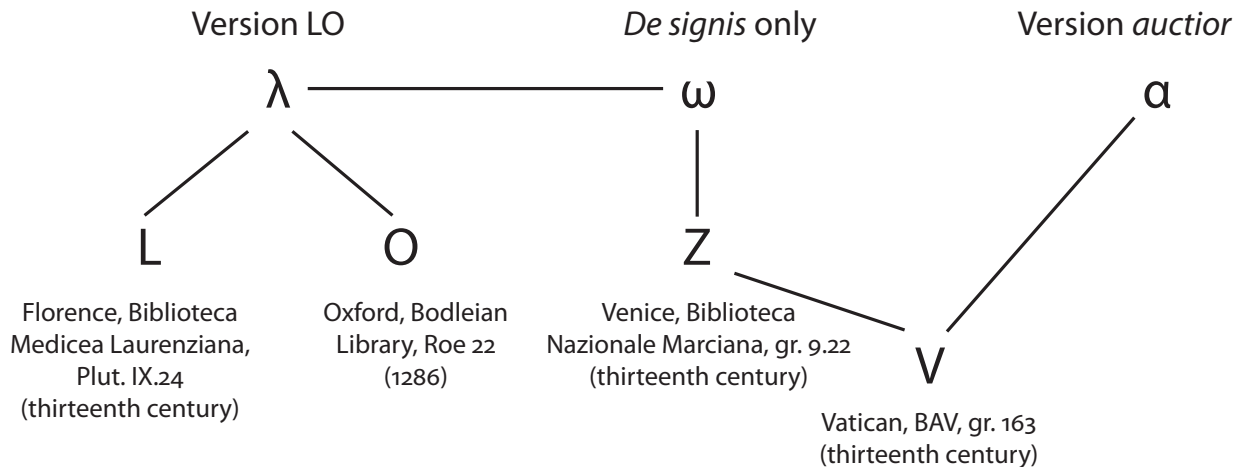 Version LO
De signis only
Version auctior
λ
ω
α
L
O
Z
Florence, Biblioteca
Medicea Laurenziana,
Plut. IX.24
(thirteenth century)
Oxford, Bodleian
Library, Roe 22
(1286)
Venice, Biblioteca
Nazionale Marciana, gr. 9.22
(thirteenth century)
V
Vatican, BAV, gr. 163
(thirteenth century)